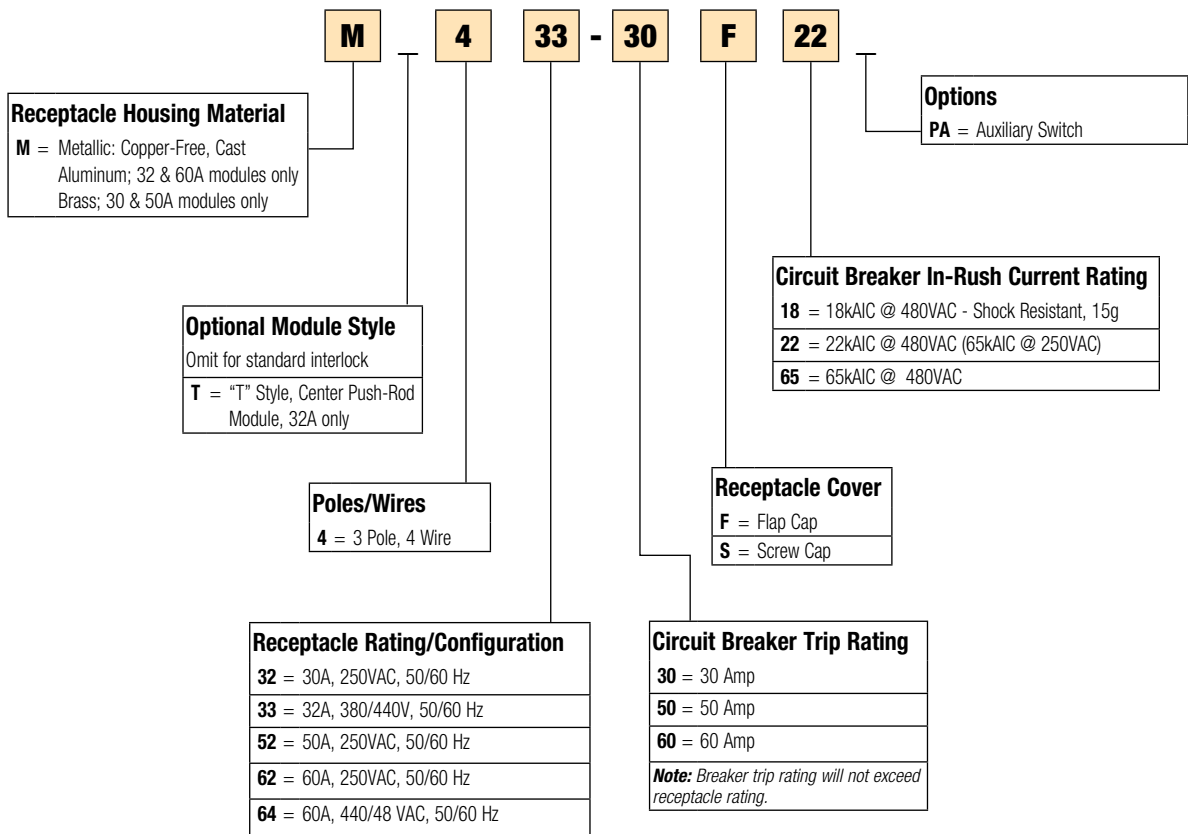 M 4 33 - 30 F 22
Receptacle Housing Material
M = Metallic: Copper-Free, Cast
Aluminum; 32 & 60A modules only
Brass; 30 & 50A modules only
Options
PA = Auxiliary Switch
Circuit Breaker In-Rush Current Rating
18 = 18kAIC @ 480VAC - Shock Resistant, 15g
22 = 22kAIC @ 480VAC (65kAIC @ 250VAC)
65 = 65kAIC @ 480VAC
Optional Module Style
Omit for standard interlock
T = “T” Style, Center Push-Rod
Module, 32A only
Poles/Wires
4 = 3 Pole, 4 Wire
Receptacle Cover
F = Flap Cap
S = Screw Cap
Receptacle Rating/Configuration
32 = 30A, 250VAC, 50/60 Hz
33 = 32A, 380/440V, 50/60 Hz
52 = 50A, 250VAC, 50/60 Hz
62 = 60A, 250VAC, 50/60 Hz
64 = 60A, 440/48 VAC, 50/60 Hz
Circuit Breaker Trip Rating
30 = 30 Amp
50 = 50 Amp
60 = 60 Amp
Note: Breaker trip rating will not exceed
receptacle rating.